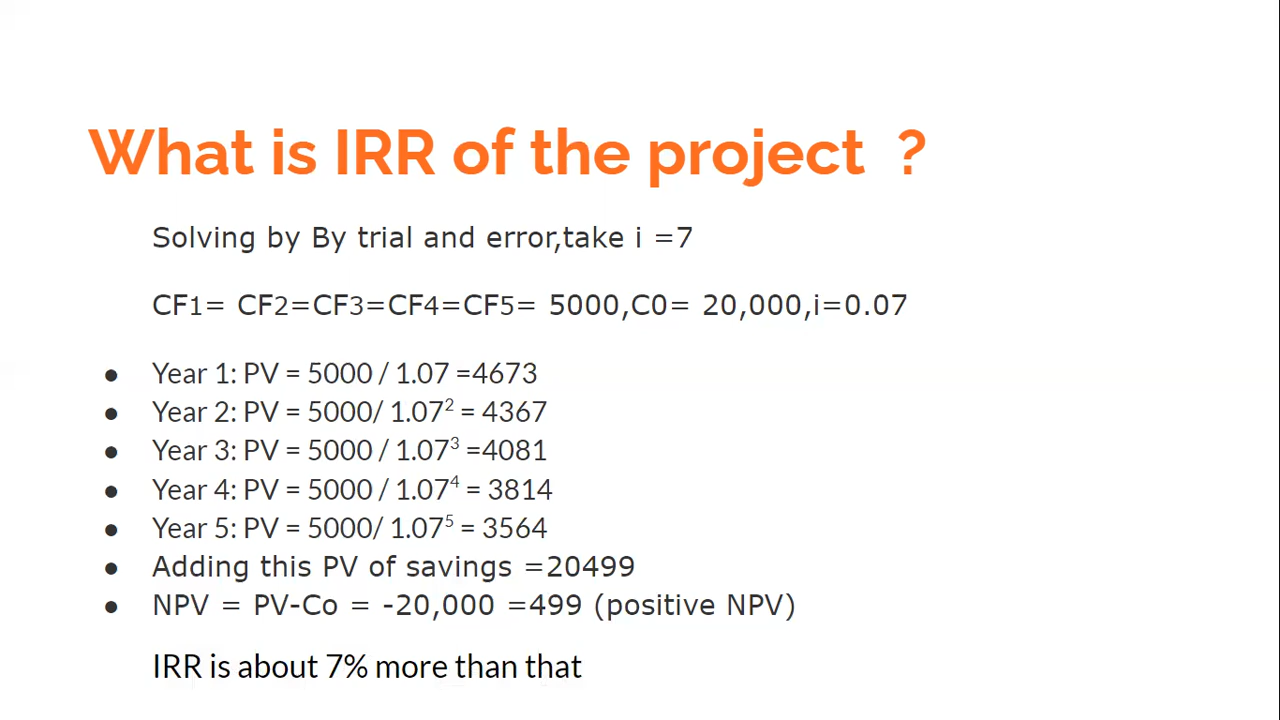 What is IRR of the project ?
Solving by By trial and error,take i =7
CF1= CF2=CF3=CF4=CF5= 5000,C0= 20,000,i=0.07
● Year 1: PV = 5000 / 1.07 =4673
● Year 2: PV = 5000/ 1.07² = 4367
● Year 3: PV = 5000 / 1.07³ =4081
● Year 4: PV = 5000 / 1.07⁴ = 3814
● Year 5: PV = 5000/ 1.07⁵ = 3564
● Adding this PV of savings =20499
● NPV = PV-Co = -20,000 =499 (positive NPV)
IRR is about 7% more than that